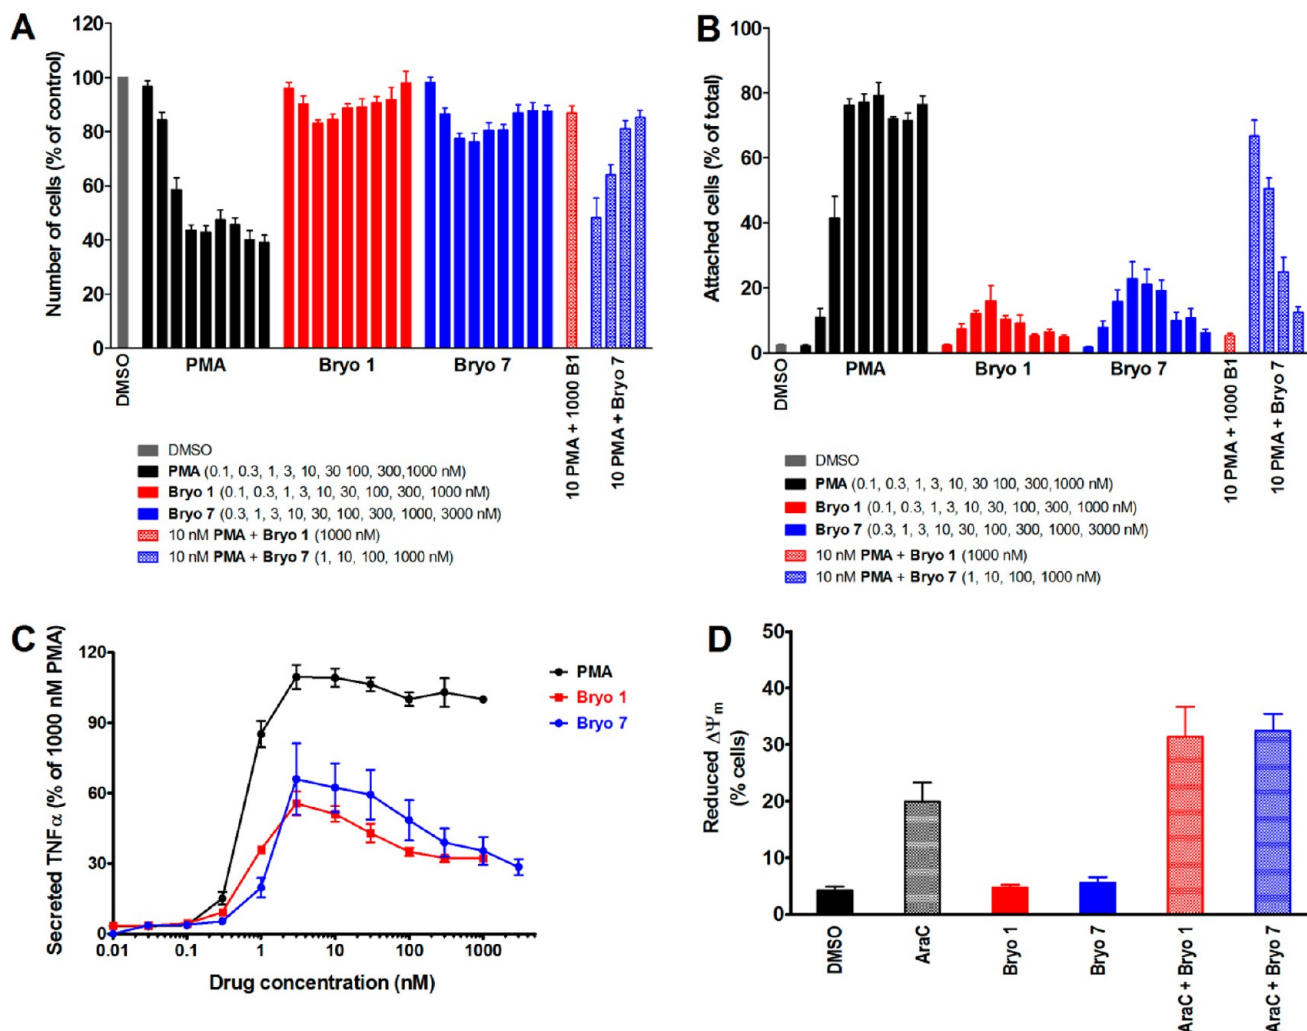 A
Number of cells (% of control)
120
100
80
60
40
20
0
DMSO
PMA
Bryo 1
Bryo 7
10 PMA + 1000 B1
10 PMA + Bryo 7
DMSO
PMA (0.1, 0.3, 1, 3, 10, 30 100, 300,1000 nM)
Bryo 1 (0.1, 0.3, 1, 3, 10, 30, 100, 300, 1000 nM)
Bryo 7 (0.3, 1, 3, 10, 30, 100, 300, 1000, 3000 nM)
10 nM PMA + Bryo 1 (1000 nM)
10 nM PMA + Bryo 7 (1, 10, 100, 1000 nM)
B
Attached cells (% of total)
100
80
60
40
20
0
DMSO
PMA
Bryo 1
Bryo 7
10 PMA + 1000 B1
10 PMA + Bryo 7
DMSO
PMA (0.1, 0.3, 1, 3, 10, 30 100, 300,1000 nM)
Bryo 1 (0.1, 0.3, 1, 3, 10, 30, 100, 300, 1000 nM)
Bryo 7 (0.3, 1, 3, 10, 30, 100, 300, 1000, 3000 nM)
10 nM PMA + Bryo 1 (1000 nM)
10 nM PMA + Bryo 7 (1, 10, 100, 1000 nM)
C
Secreted TNFα (% of 1000 nM PMA)
120
90
60
30
0
0.01
0.1
1
10
100
1000
Drug concentration (nM)
PMA
Bryo 1
Bryo 7
D
Reduced ΔΨm
(% cells)
50
40
30
20
10
0
DMSO
AraC
Bryo 1
Bryo 7
AraC + Bryo 1
AraC + Bryo 7